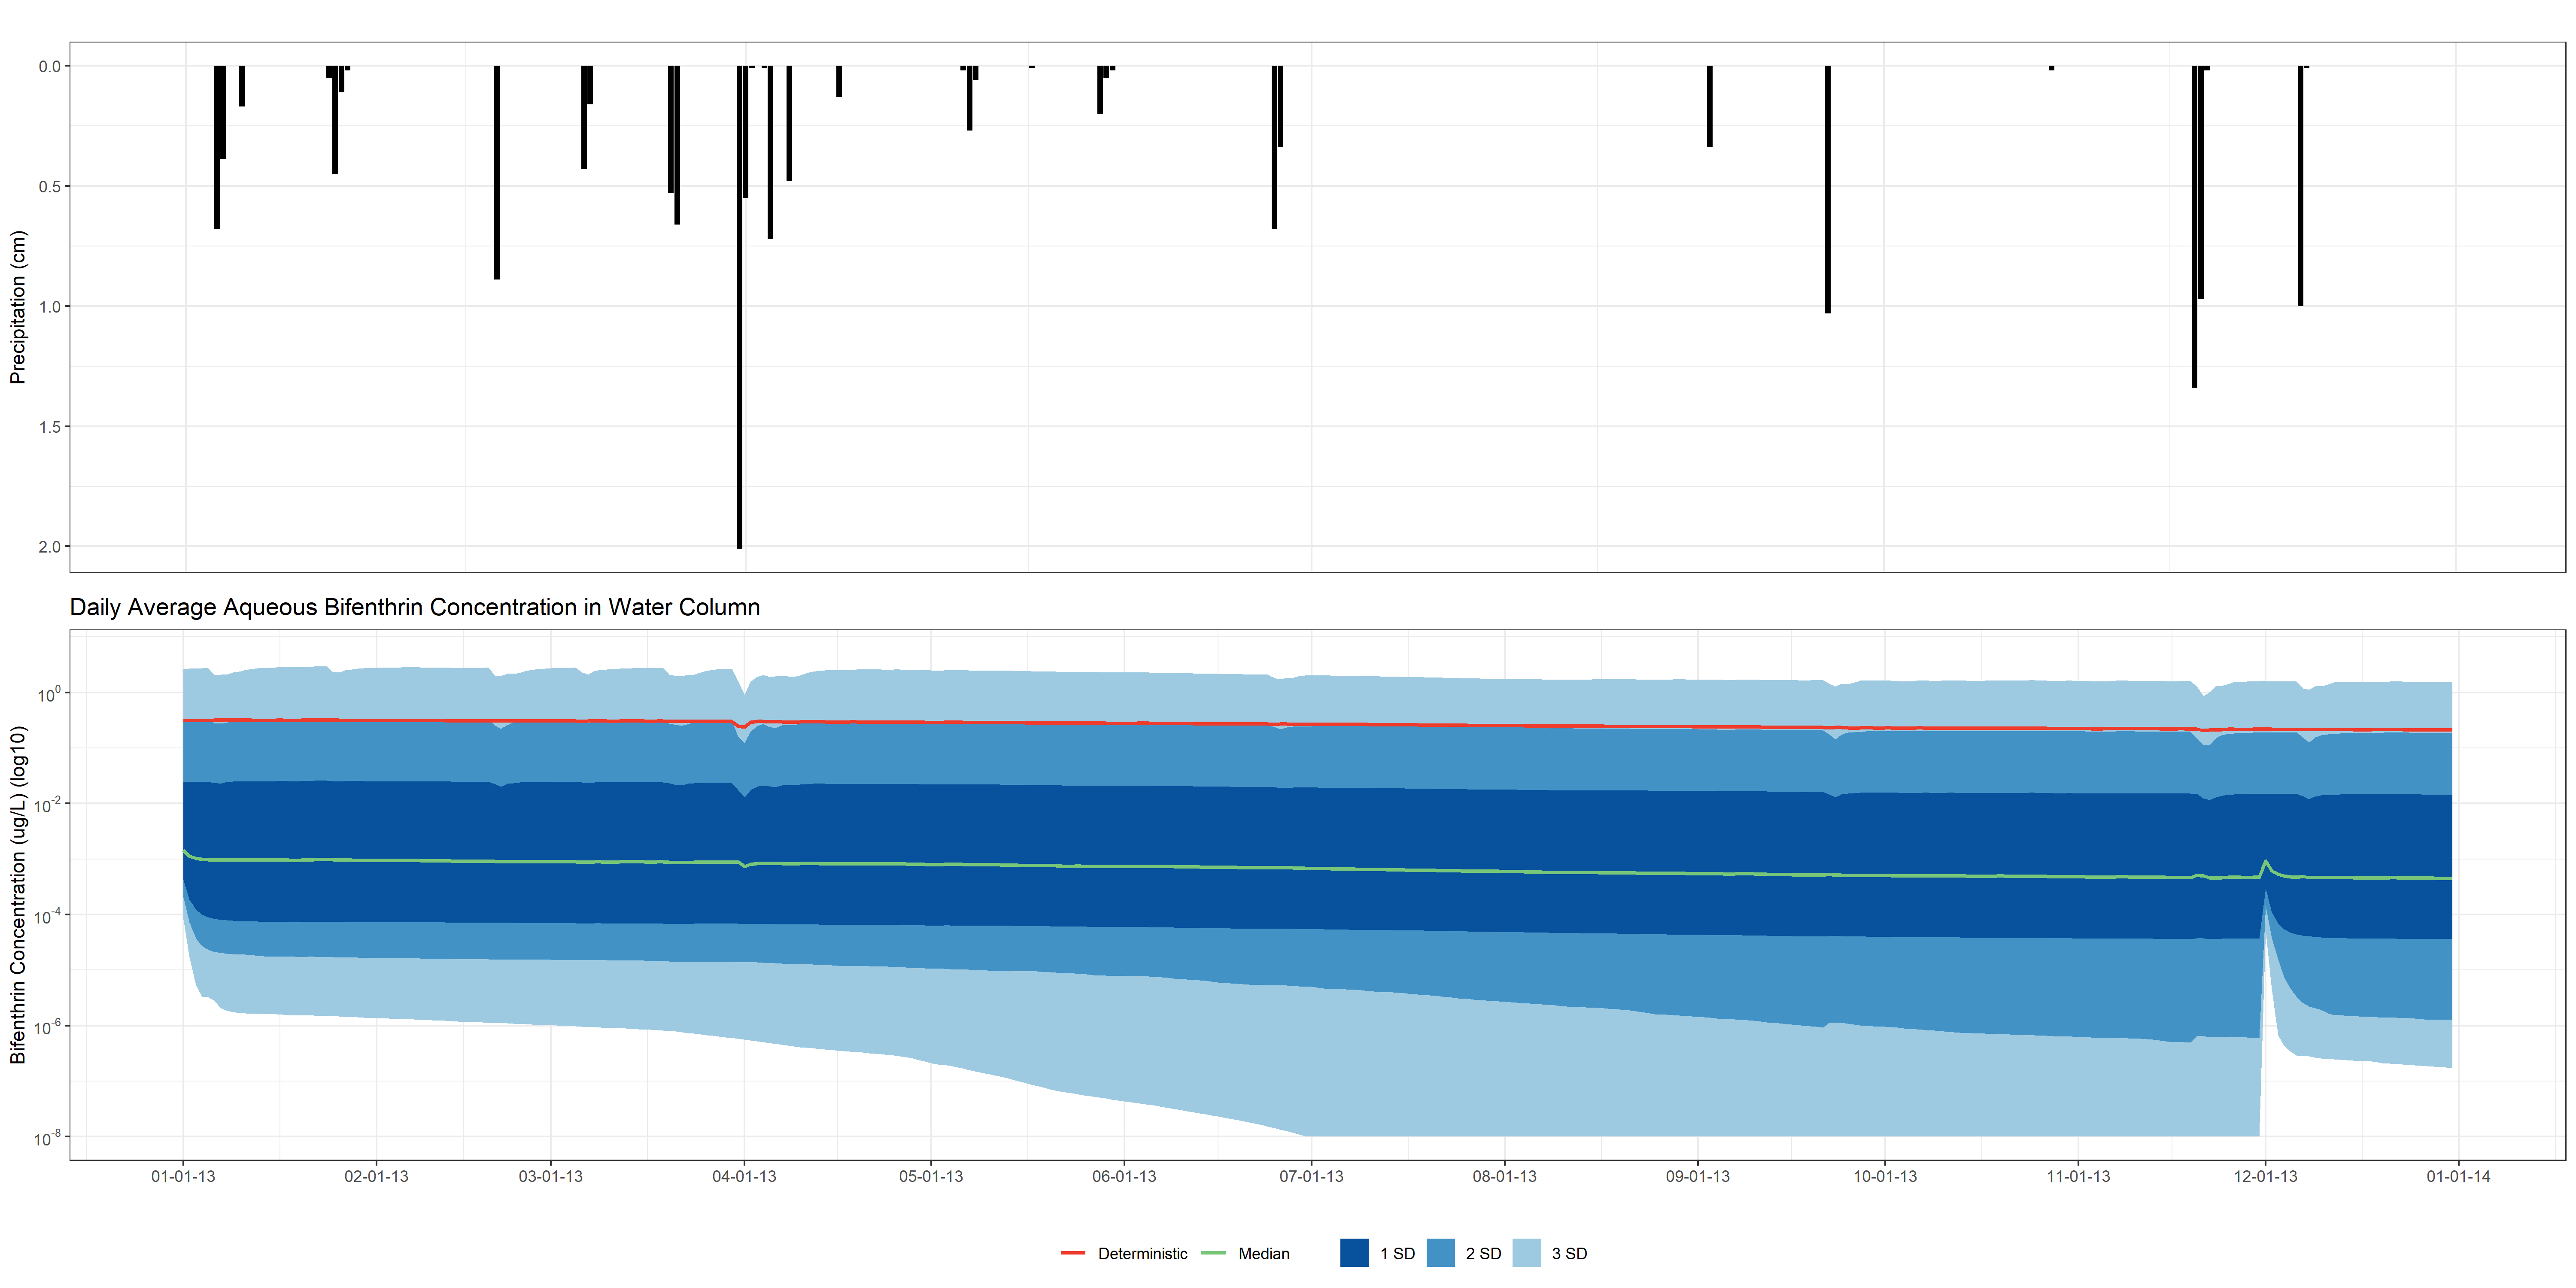 0.0
0.5
1.0
1.5
2.0
Precipitation (cm)
Daily Average Aqueous Bifenthrin Concentration in Water Column
10^0
10^-2
10^-4
10^-6
10^-8
Bifenthrin Concentration (ug/L) (log10)
01-01-13 02-01-13 03-01-13 04-01-13 05-01-13 06-01-13 07-01-13 08-01-13 09-01-13 10-01-13 11-01-13 12-01-13 01-01-14
Deterministic Median 1 SD 2 SD 3 SD